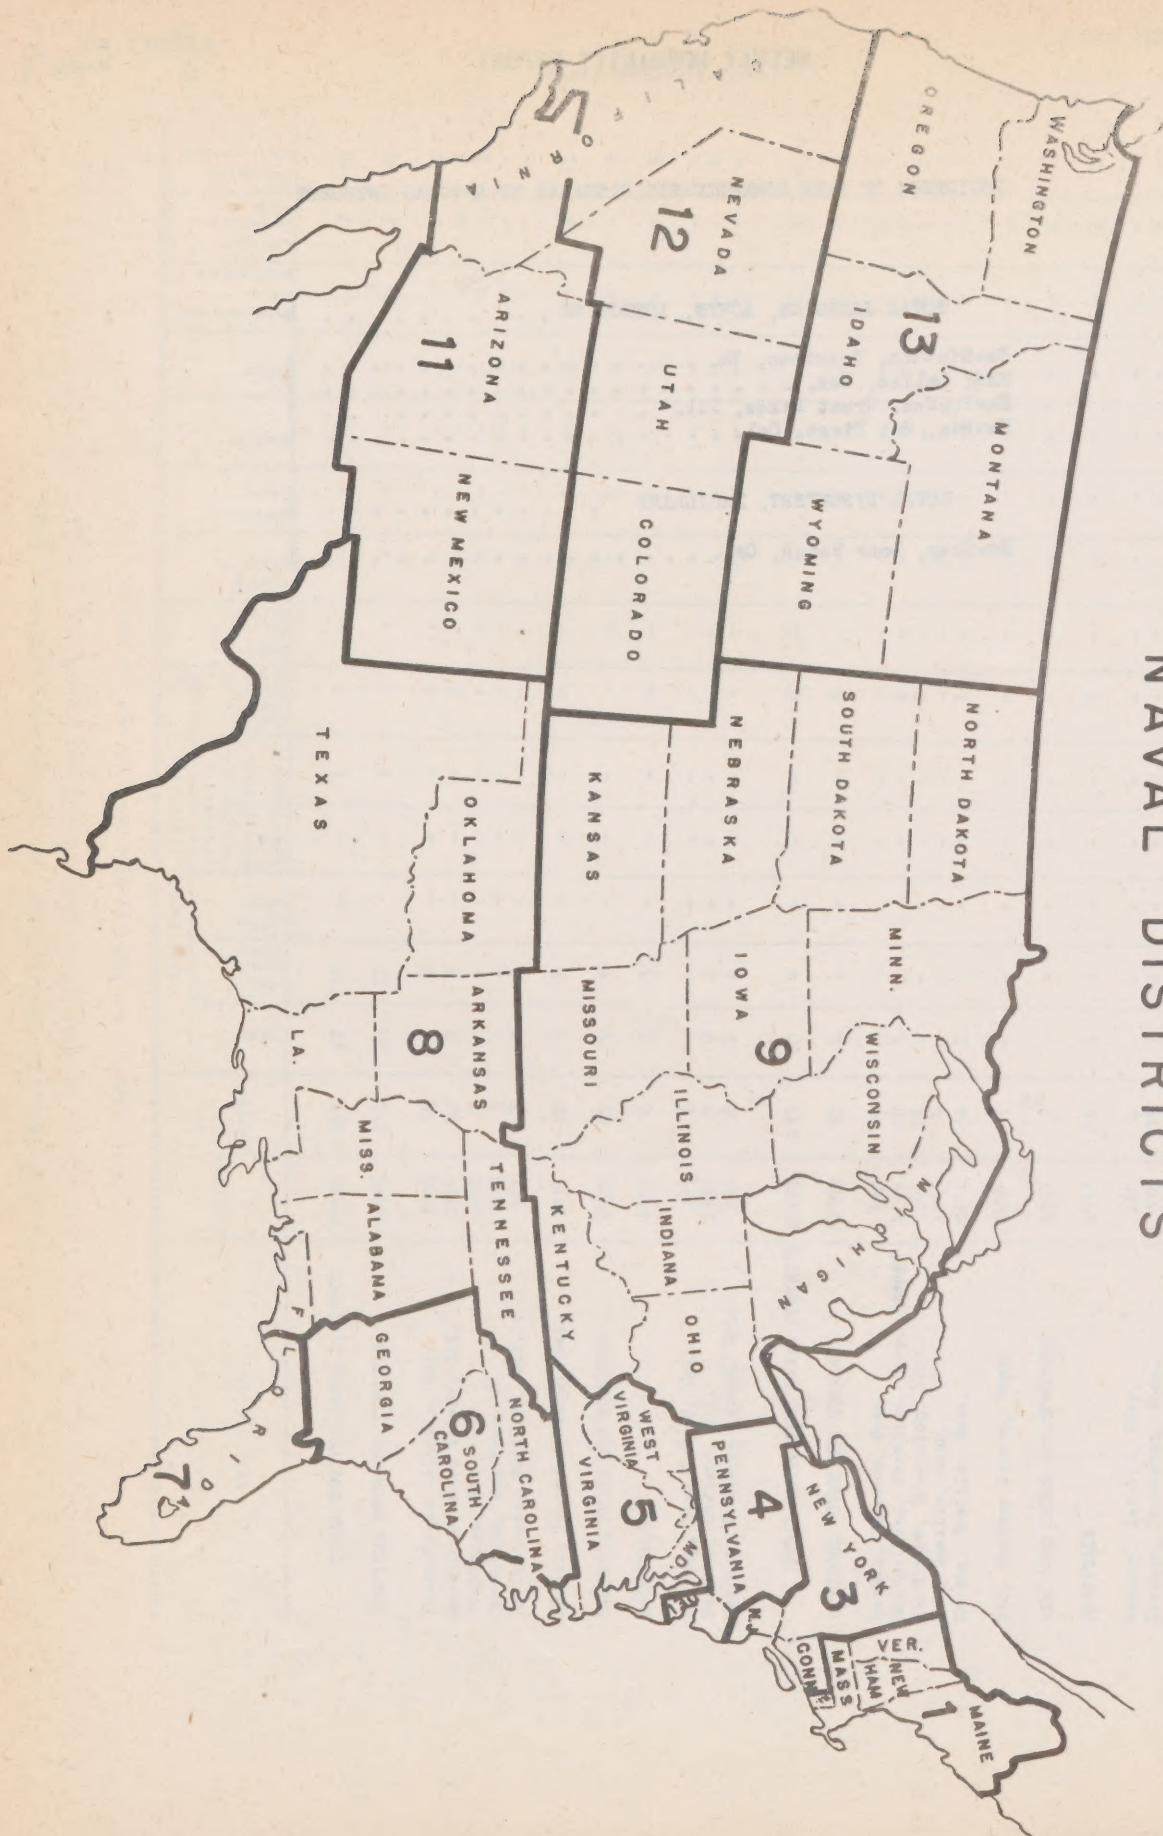 NAVAL DISTRICTS
WASHINGTON
OREGON
13
IDAHO
MONTANA
WYOMING
NEVADA
12
UTAH
COLORADO
CALIFORNIA
ARIZONA
11
NEW MEXICO
NORTH DAKOTA
SOUTH DAKOTA
NEBRASKA
KANSAS
MINN.
IOWA
9
WISCONSIN
MISSOURI
ILLINOIS
INDIANA
OHIO
KENTUCKY
TEXAS
OKLAHOMA
ARKANSAS
8
LA.
MISS.
ALABAMA
TENNESSEE
GEORGIA
FLORIDA
7
NORTH CAROLINA
6
SOUTH
CAROLINA
WEST
VIRGINIA
VIRGINIA
5
MD.
PENNSYLVANIA
4
NEW YORK
3
N.J.
CONN
MASS
VER.
NEW
HAM
1
MAINE